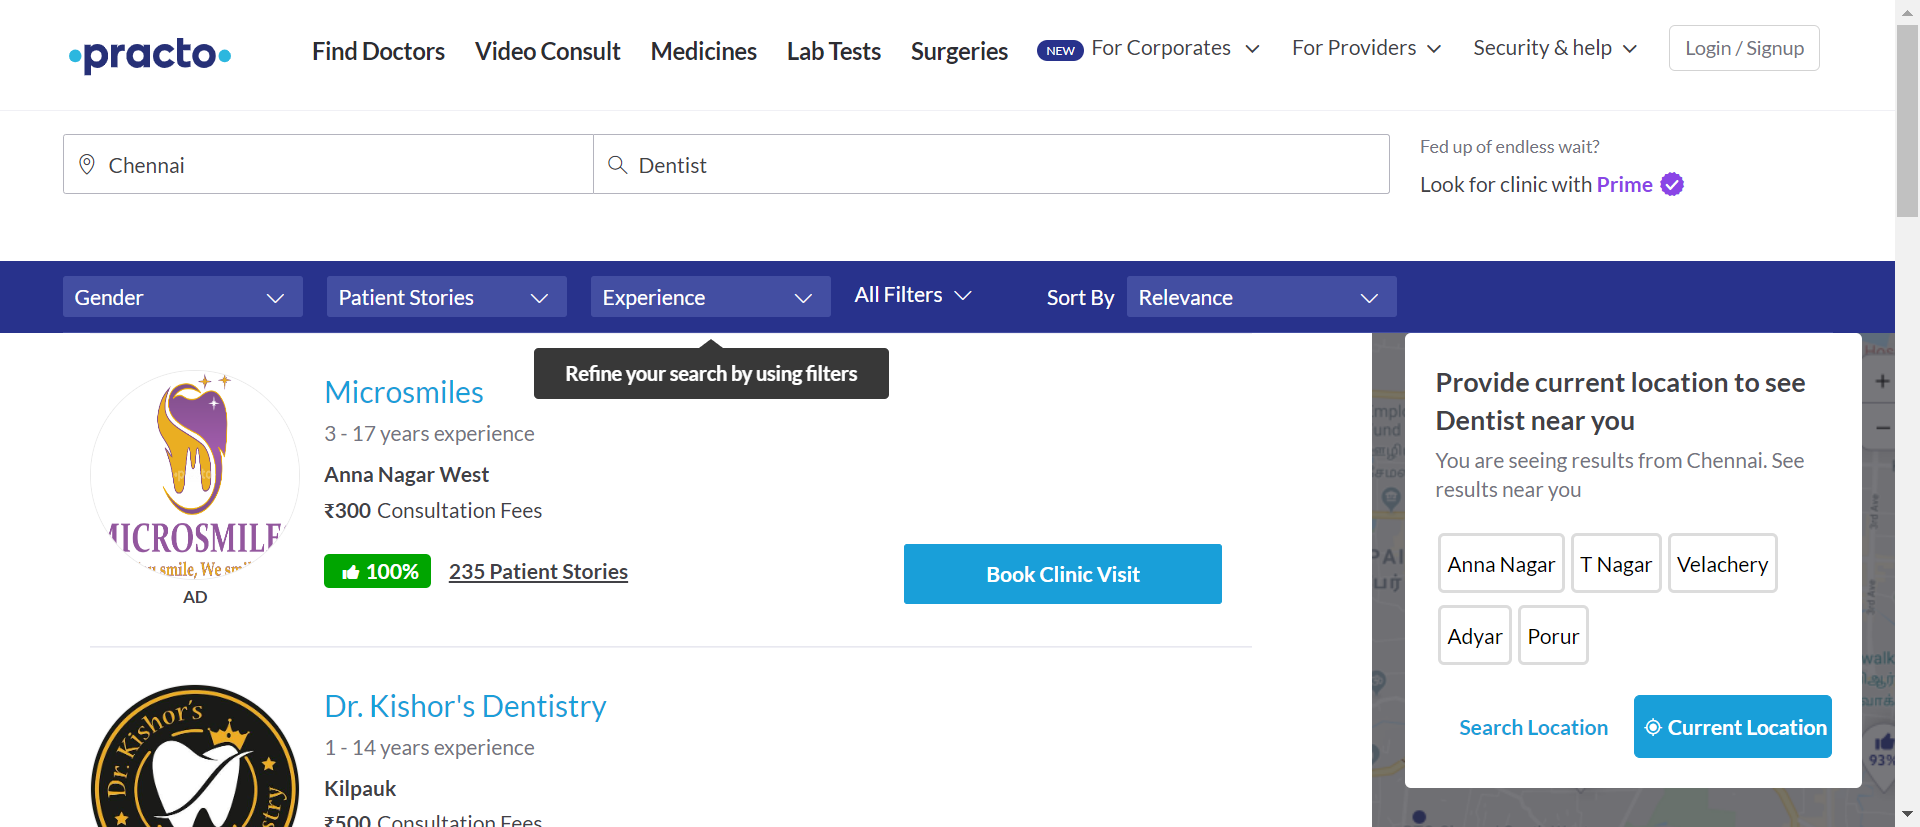 practo
Find Doctors Video Consult Medicines Lab Tests Surgeries NEW For Corporates For Providers Security & help Login / Signup
Chennai Dentist
Fed up of endless wait?
Look for clinic with Prime
Gender Patient Stories Experience All Filters Sort By Relevance
Refine your search by using filters
Microsmiles
3 - 17 years experience
Anna Nagar West
₹300 Consultation Fees
100% 235 Patient Stories
Book Clinic Visit
AD
Dr. Kishor's Dentistry
1 - 14 years experience
Kilpauk
₹500 Consultation Fees
Dr. Kishor's
Provide current location to see
Dentist near you
You are seeing results from Chennai. See
results near you
Anna Nagar T Nagar Velachery
Adyar Porur
Search Location Current Location
3rd Ave
3rd Ave
93%